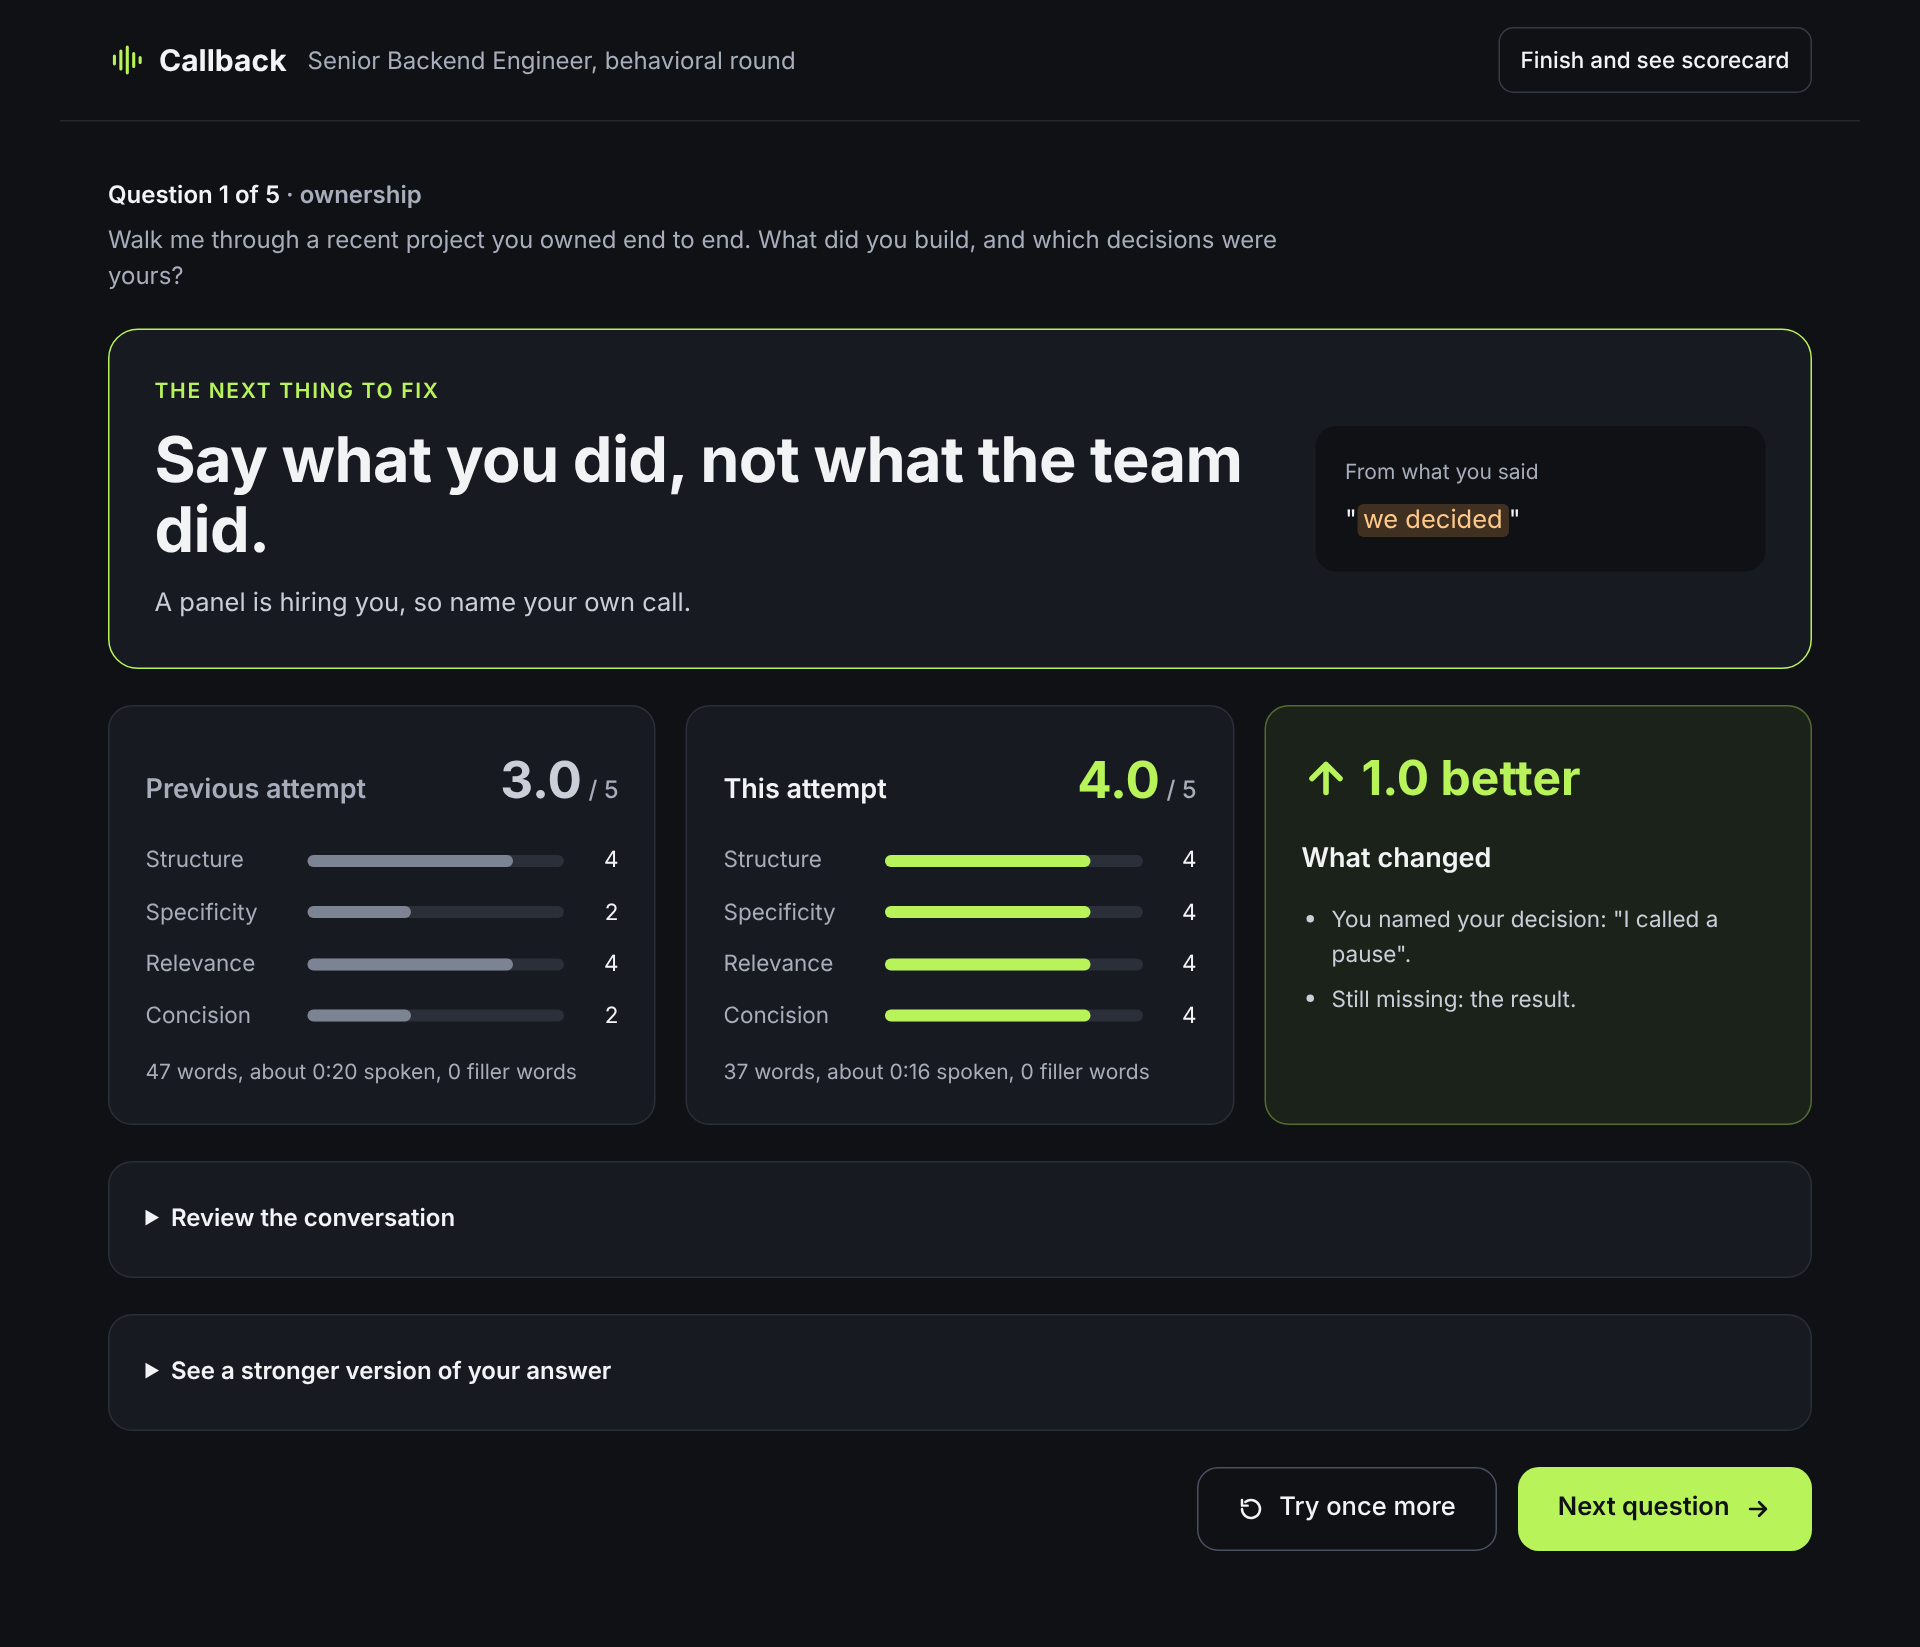 Callback Senior Backend Engineer, behavioral round
Finish and see scorecard
Question 1 of 5 · ownership
Walk me through a recent project you owned end to end. What did you build, and which decisions were
yours?
THE NEXT THING TO FIX
Say what you did, not what the team
did.
A panel is hiring you, so name your own call.
From what you said
"we decided"
Previous attempt 3.0 / 5
Structure 4
Specificity 2
Relevance 4
Concision 2
47 words, about 0:20 spoken, 0 filler words
This attempt 4.0 / 5
Structure 4
Specificity 4
Relevance 4
Concision 4
37 words, about 0:16 spoken, 0 filler words
↑ 1.0 better
What changed
• You named your decision: "I called a
pause".
• Still missing: the result.
Review the conversation
See a stronger version of your answer
Try once more
Next question →